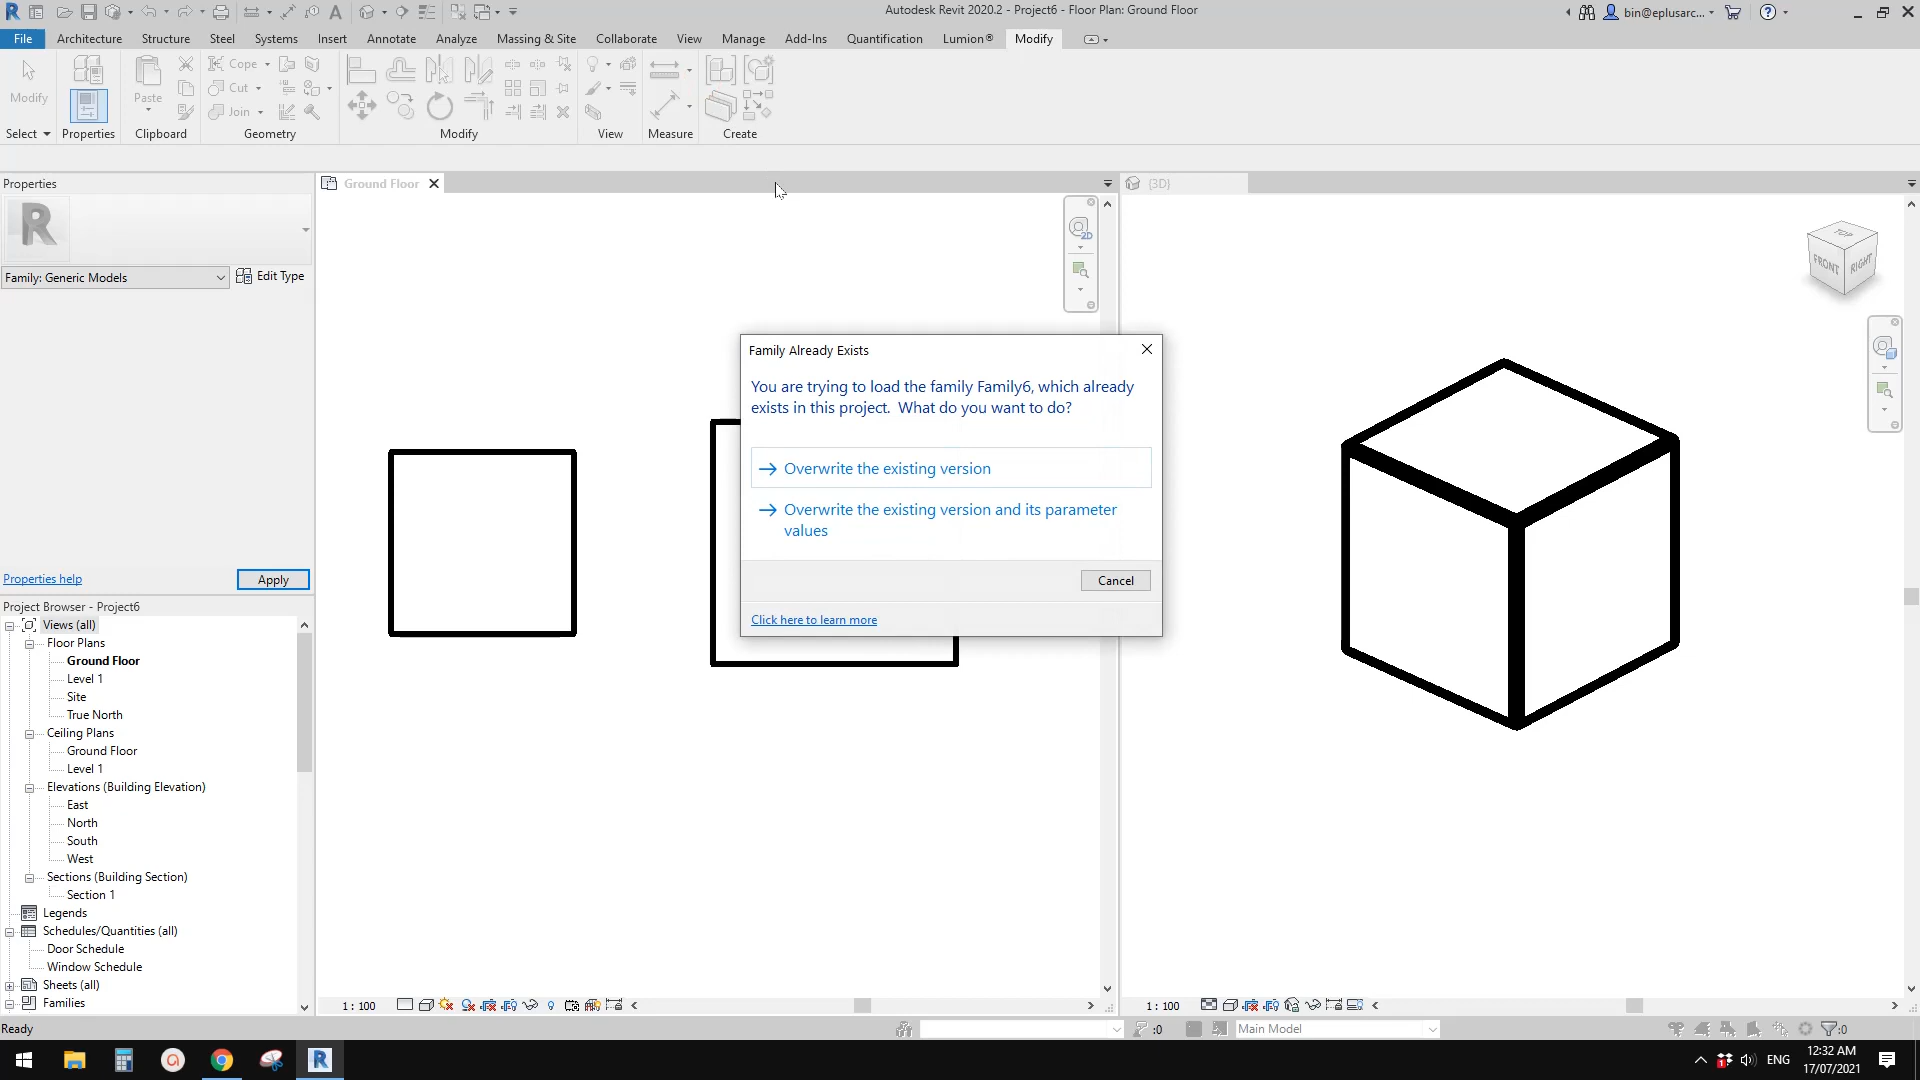 Autodesk Revit 2020.2 - Project6 - Floor Plan: Ground Floor
bin@eplusarc...
File Architecture Structure Steel Systems Insert Annotate Analyze Massing & Site Collaborate View Manage Add-Ins Quantification Lumion® Modify
Modify
Paste
Cope
Cut
Join
Select Properties Clipboard Geometry Modify View Measure Create
Properties
Ground Floor
{3D}
R
Family: Generic Models
Edit Type
2D
TOP
FRONT
RIGHT
Family Already Exists
You are trying to load the family Family6, which already
exists in this project. What do you want to do?
Overwrite the existing version
Overwrite the existing version and its parameter
values
Cancel
Click here to learn more
Properties help
Apply
Project Browser - Project6
Views (all)
Floor Plans
Ground Floor
Level 1
Site
True North
Ceiling Plans
Ground Floor
Level 1
Elevations (Building Elevation)
East
North
South
West
Sections (Building Section)
Section 1
Legends
Schedules/Quantities (all)
Door Schedule
Window Schedule
Sheets (all)
Families
1 : 100
1 : 100
Ready
:0
Main Model
:0
ENG
12:32 AM
17/07/2021